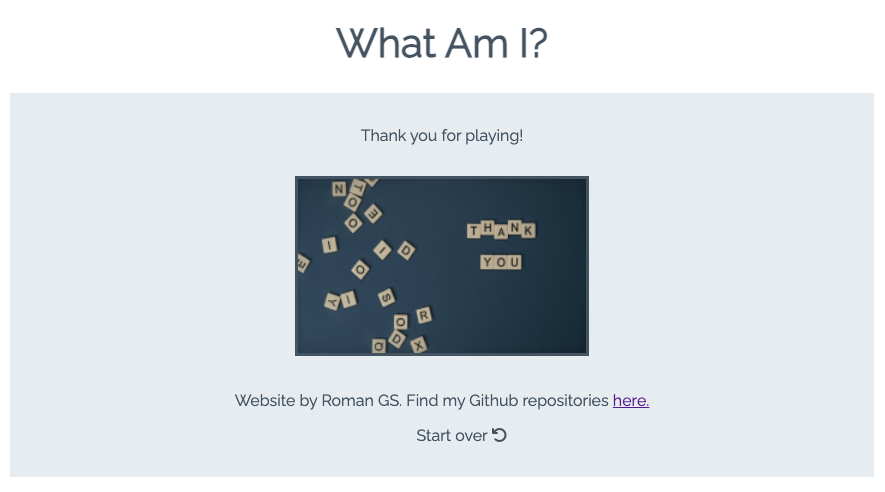 What Am I?
Thank you for playing!
N T
O
O E
I
I D
E
O
Y I S
O R
O D X
THANK
YOU
Website by Roman GS. Find my Github repositories here.
Start over